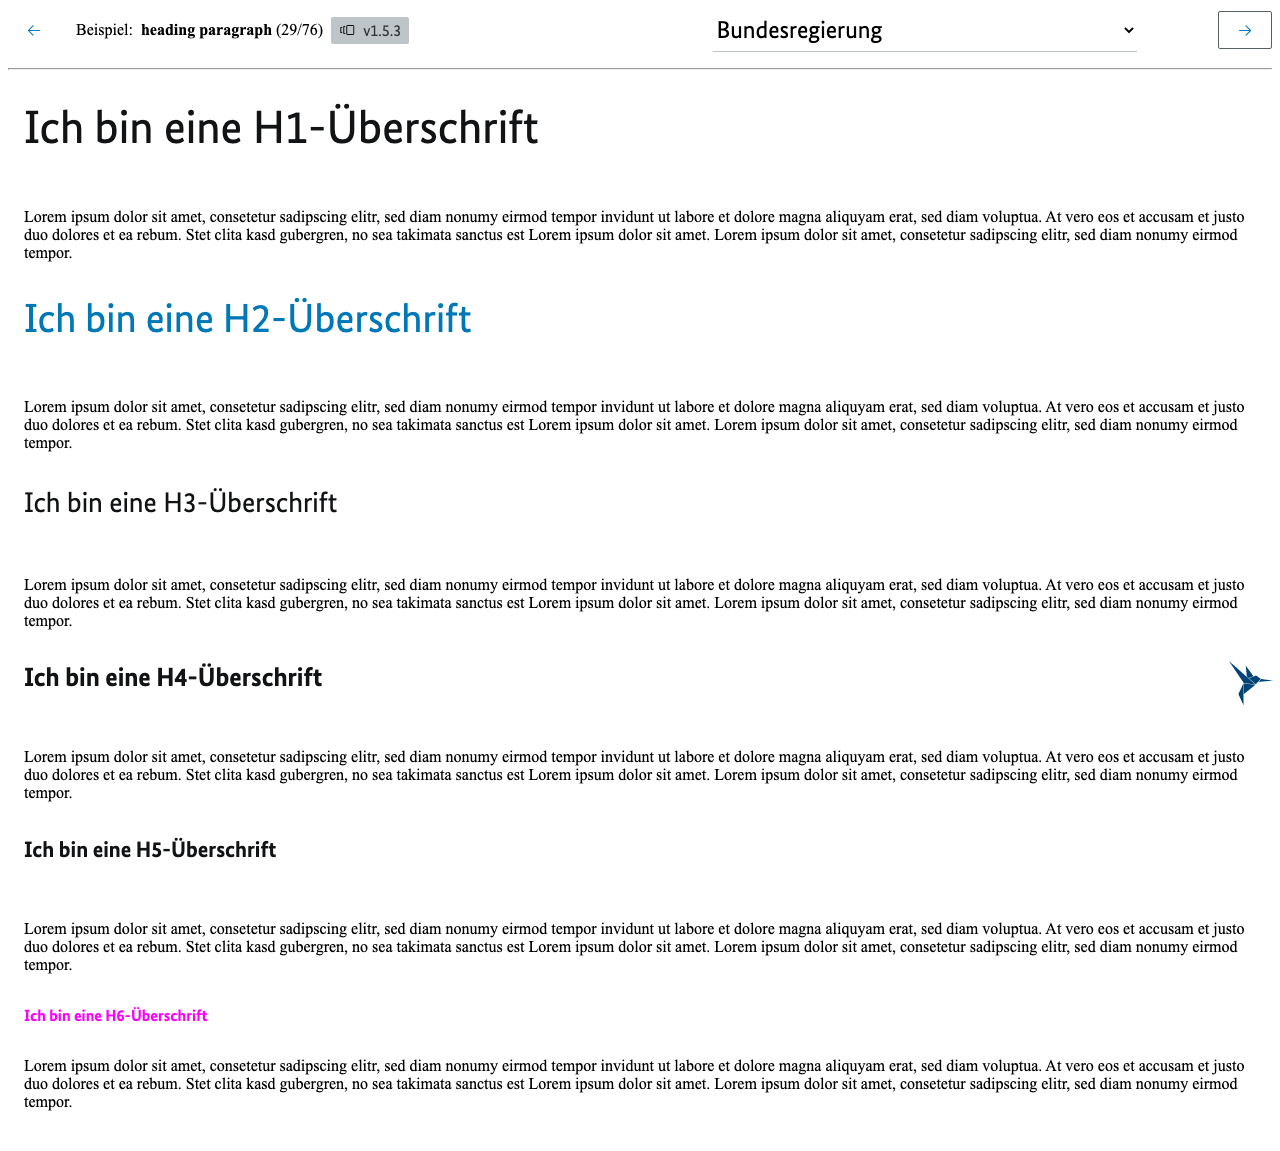 Beispiel: heading paragraph (29/76) v1.5.3 Bundesregierung
Ich bin eine H1-Überschrift
Lorem ipsum dolor sit amet, consetetur sadipscing elitr, sed diam nonumy eirmod tempor invidunt ut labore et dolore magna aliquyam erat, sed diam voluptua. At vero eos et accusam et justo
duo dolores et ea rebum. Stet clita kasd gubergren, no sea takimata sanctus est Lorem ipsum dolor sit amet. Lorem ipsum dolor sit amet, consetetur sadipscing elitr, sed diam nonumy eirmod
tempor.
Ich bin eine H2-Überschrift
Lorem ipsum dolor sit amet, consetetur sadipscing elitr, sed diam nonumy eirmod tempor invidunt ut labore et dolore magna aliquyam erat, sed diam voluptua. At vero eos et accusam et justo
duo dolores et ea rebum. Stet clita kasd gubergren, no sea takimata sanctus est Lorem ipsum dolor sit amet. Lorem ipsum dolor sit amet, consetetur sadipscing elitr, sed diam nonumy eirmod
tempor.
Ich bin eine H3-Überschrift
Lorem ipsum dolor sit amet, consetetur sadipscing elitr, sed diam nonumy eirmod tempor invidunt ut labore et dolore magna aliquyam erat, sed diam voluptua. At vero eos et accusam et justo
duo dolores et ea rebum. Stet clita kasd gubergren, no sea takimata sanctus est Lorem ipsum dolor sit amet. Lorem ipsum dolor sit amet, consetetur sadipscing elitr, sed diam nonumy eirmod
tempor.
Ich bin eine H4-Überschrift
Lorem ipsum dolor sit amet, consetetur sadipscing elitr, sed diam nonumy eirmod tempor invidunt ut labore et dolore magna aliquyam erat, sed diam voluptua. At vero eos et accusam et justo
duo dolores et ea rebum. Stet clita kasd gubergren, no sea takimata sanctus est Lorem ipsum dolor sit amet. Lorem ipsum dolor sit amet, consetetur sadipscing elitr, sed diam nonumy eirmod
tempor.
Ich bin eine H5-Überschrift
Lorem ipsum dolor sit amet, consetetur sadipscing elitr, sed diam nonumy eirmod tempor invidunt ut labore et dolore magna aliquyam erat, sed diam voluptua. At vero eos et accusam et justo
duo dolores et ea rebum. Stet clita kasd gubergren, no sea takimata sanctus est Lorem ipsum dolor sit amet. Lorem ipsum dolor sit amet, consetetur sadipscing elitr, sed diam nonumy eirmod
tempor.
Ich bin eine H6-Überschrift
Lorem ipsum dolor sit amet, consetetur sadipscing elitr, sed diam nonumy eirmod tempor invidunt ut labore et dolore magna aliquyam erat, sed diam voluptua. At vero eos et accusam et justo
duo dolores et ea rebum. Stet clita kasd gubergren, no sea takimata sanctus est Lorem ipsum dolor sit amet. Lorem ipsum dolor sit amet, consetetur sadipscing elitr, sed diam nonumy eirmod
tempor.